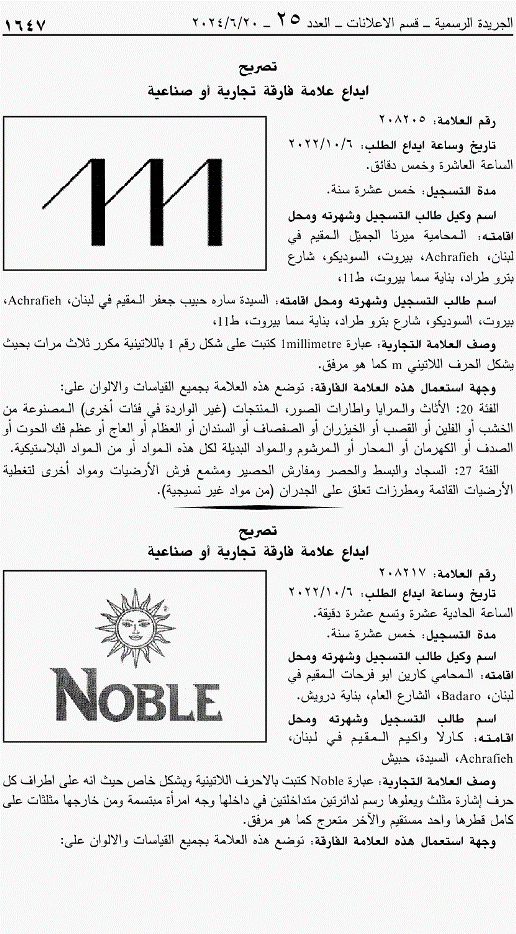 الجريدة الرسمية ــ قسم الاعلانات ــ العدد ٢٥ ــ ٢٠٢٤/٦/٢٠
١٦٤٧
تصريح
ايداع علامة فارقة تجارية أو صناعية
رقم العلامة: ٢٠٨٢٠٥
تاريخ وساعة ايداع الطلب: ٢٠٢٢/١٠/٦
الساعة العاشرة وخمس دقائق.
مدة التسجيل: خمس عشرة سنة.
اسم وكيل طالب التسجيل وشهرته ومحل
اقامته: المحامية ميرنا الجميّل المقيم في
لبنان، Achrafieh، بيروت، السوديكو، شارع
بترو طراد، بناية سما بيروت، ط11،
اسم طالب التسجيل وشهرته ومحل اقامته: السيدة ساره حبيب جعفر المقيم في لبنان، Achrafieh،
بيروت، السوديكو، شارع بترو طراد، بناية سما بيروت، ط11،
وصف العلامة التجارية: عبارة 1millimetre كتبت على شكل رقم 1 باللاتينية مكرر ثلاث مرات بحيث
يشكل الحرف اللاتيني m كما هو مرفق.
وجهة استعمال هذه العلامة الفارقة: توضع هذه العلامة بجميع القياسات والالوان على:
الفئة 20: الأثاث والمرايا واطارات الصور، المنتجات (غير الواردة في فئات أخرى) المصنوعة من
الخشب أو الفلين أو القصب أو الخيزران أو الصفصاف أو السندان أو العظام أو العاج أو عظم فك الحوت أو
الصدف أو الكهرمان أو المحار أو المرشوم والمواد البديلة لكل هذه المواد أو من المواد البلاستيكية.
الفئة 27: السجاد والبسط والحصر ومفارش الحصير ومشمع فرش الأرضيات ومواد أخرى لتغطية
الأرضيات القائمة ومطرزات تعلق على الجدران (من مواد غير نسيجية).
تصريح
ايداع علامة فارقة تجارية أو صناعية
رقم العلامة: ٢٠٨٢١٧
تاريخ وساعة ايداع الطلب: ٢٠٢٢/١٠/٦
الساعة الحادية عشرة وتسع عشرة دقيقة.
مدة التسجيل: خمس عشرة سنة.
اسم وكيل طالب التسجيل وشهرته ومحل
اقامته: المحامي كارين ابو فرحات المقيم في
لبنان، Badaro، الشارع العام، بناية درويش.
اسم طالب التسجيل وشهرته ومحل
اقامته: كارلا واكيم المقيم في لبنان،
Achrafieh، السيدة، حبيش
NOBLE
وصف العلامة التجارية: عبارة Noble كتبت بالاحرف اللاتينية وبشكل خاص حيث انه على اطراف كل
حرف إشارة مثلث ويعلوها رسم لدائرتين متداخلتين في داخلها وجه امرأة مبتسمة ومن خارجها مثلثات على
كامل قطرها واحد مستقيم والآخر متعرج كما هو مرفق.
وجهة استعمال هذه العلامة الفارقة: توضع هذه العلامة بجميع القياسات والالوان على: